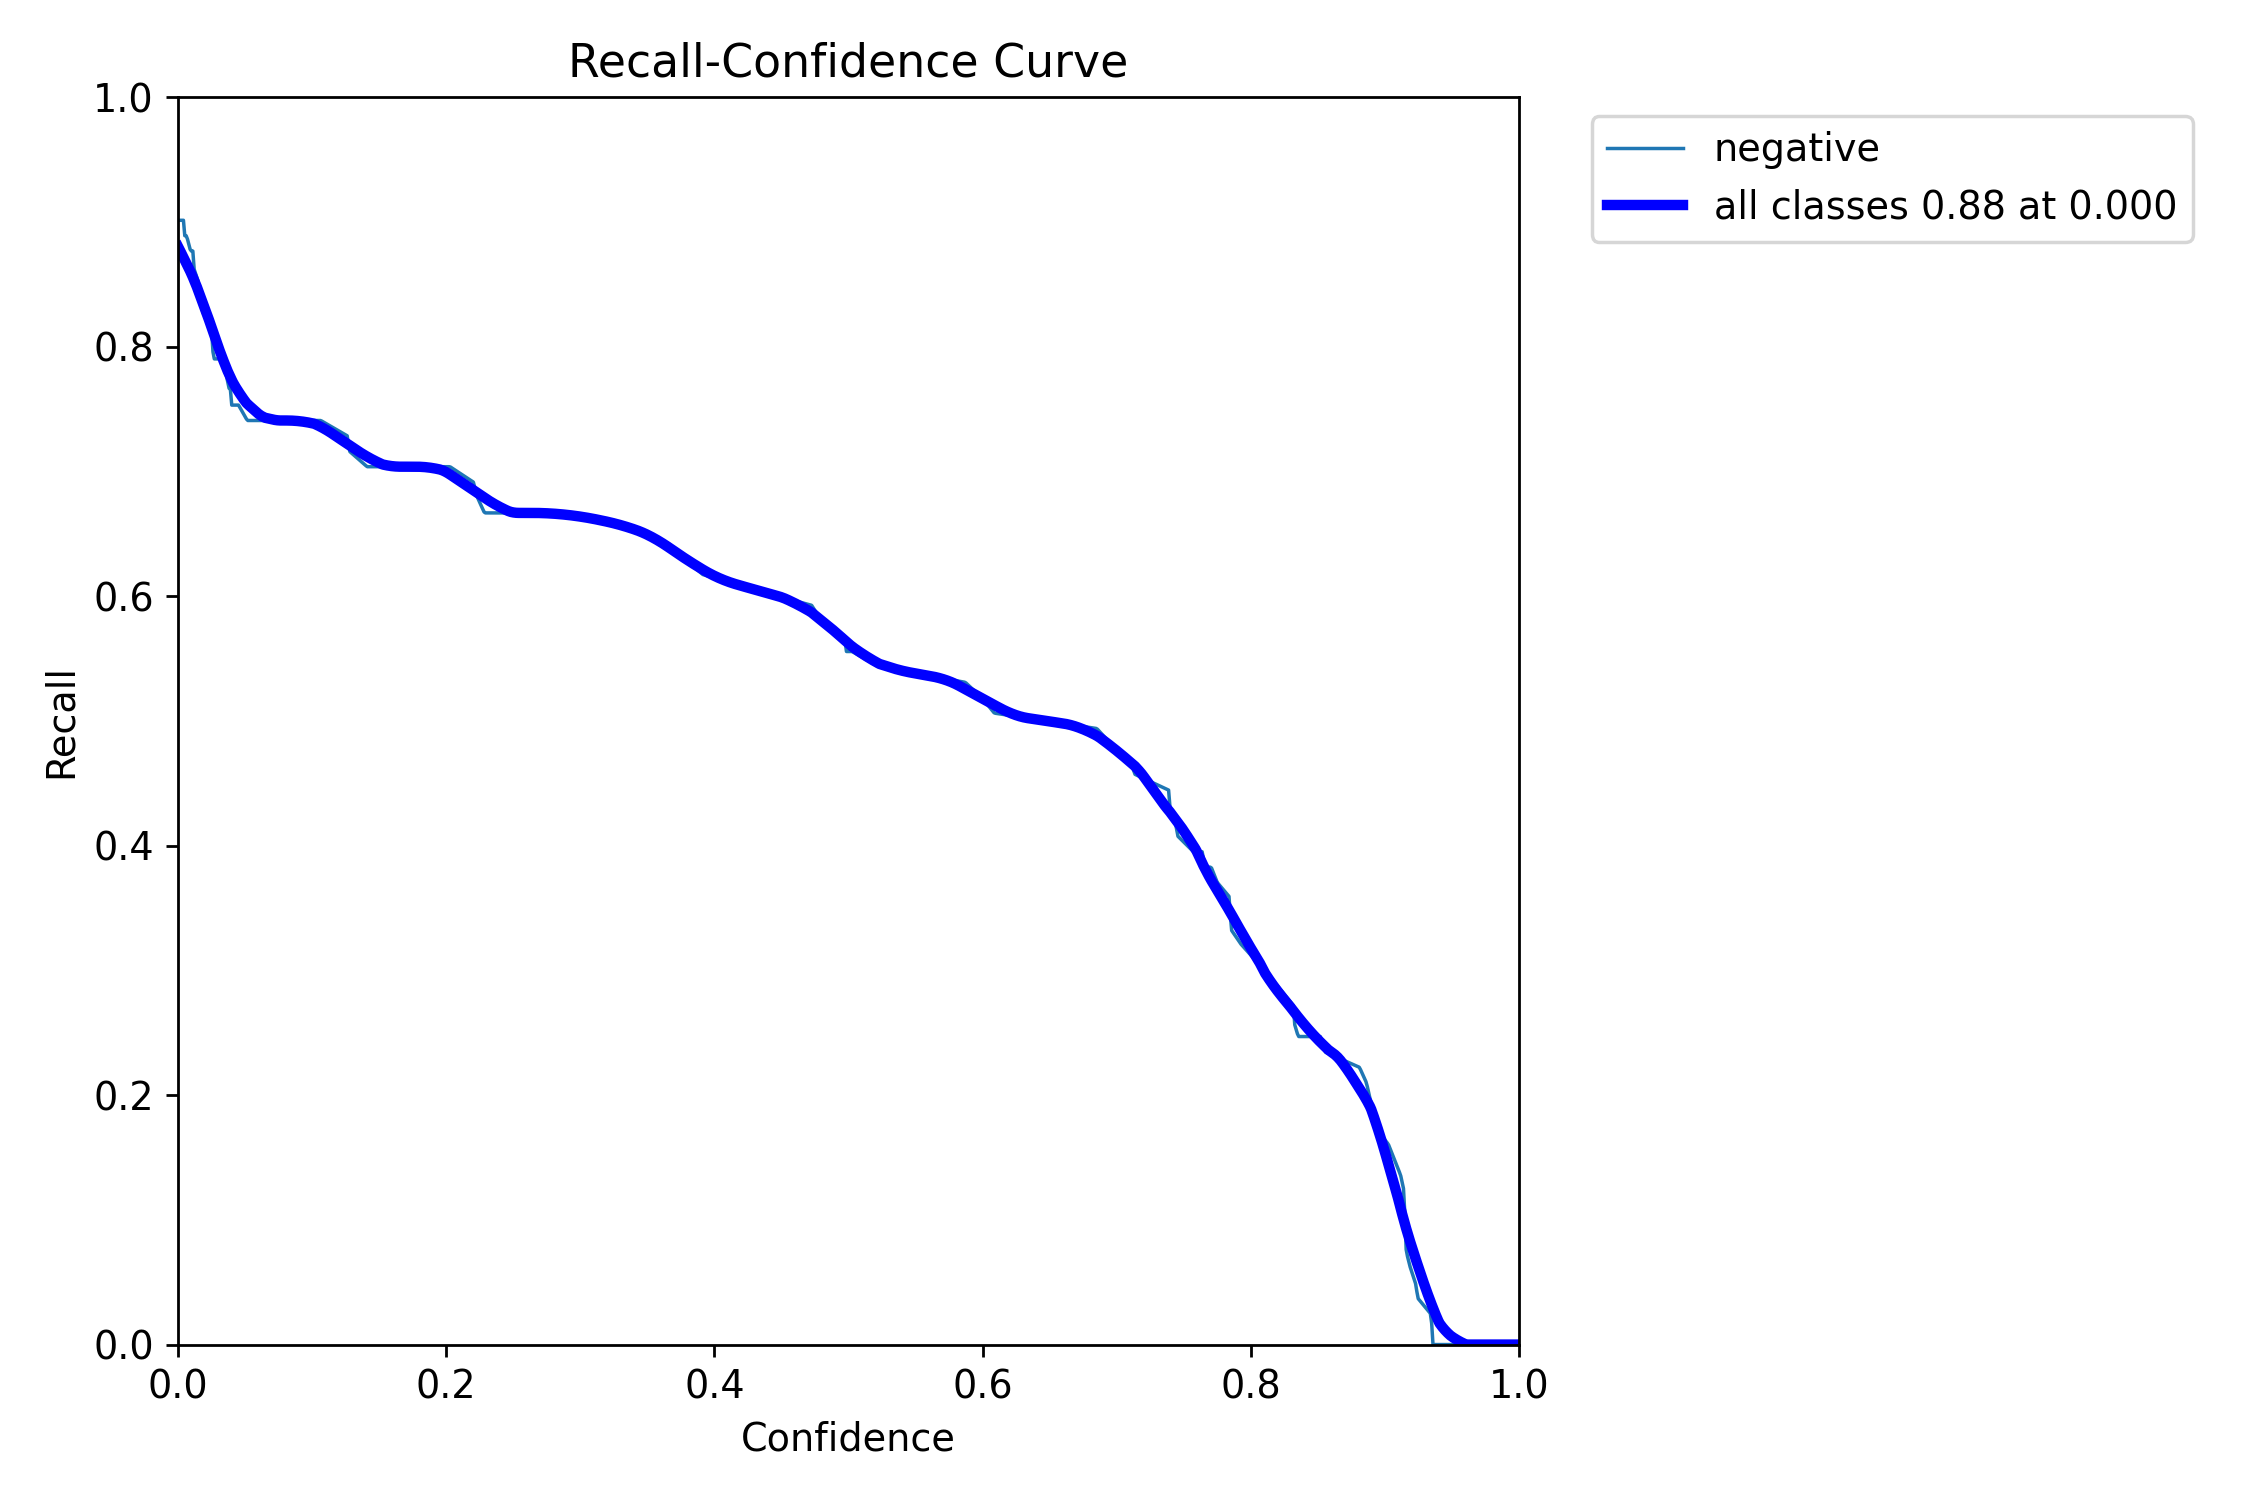 Recall-Confidence Curve
1.0
0.8
0.6
0.4
0.2
0.0
Recall
0.0 0.2 0.4 0.6 0.8 1.0
Confidence
negative
all classes 0.88 at 0.000